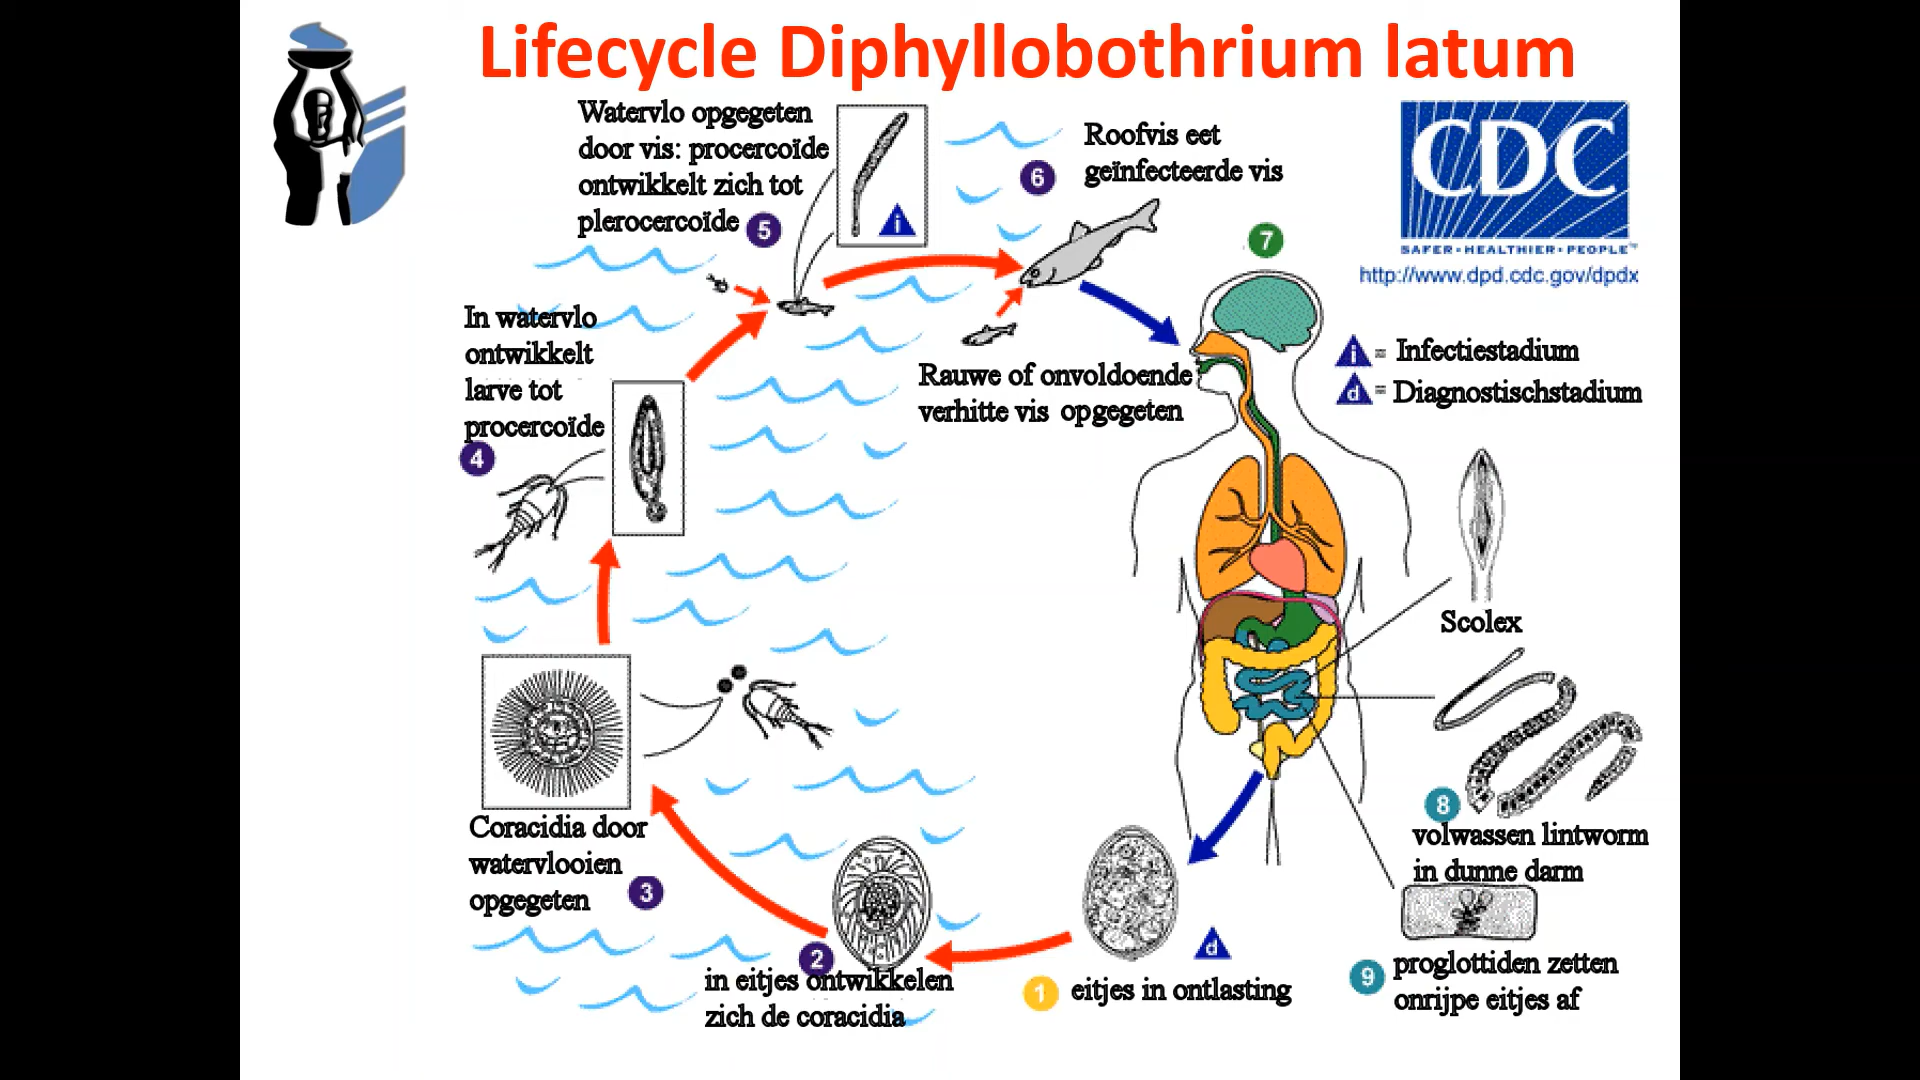 Lifecycle Diphyllobothrium latum
Watervlo opgegeten
door vis: procercoïde
ontwikkelt zich tot
plerocercoïde
5
i
6
Roofvis eet
geïnfecteerde vis
CDC
SAFER·HEALTHIER·PEOPLE™
http://www.dpd.cdc.gov/dpdx
7
In watervlo
ontwikkelt
larve tot
procercoïde
4
Rauwe of onvoldoende
verhitte vis opgegeten
i = Infectiestadium
d = Diagnostischstadium
Scolex
8
volwassen lintworm
in dunne darm
Coracidia door
watervlooien
opgegeten
3
2
in eitjes ontwikkelen
zich de coracidia
d
1
eitjes in ontlasting
9
proglottiden zetten
onrijpe eitjes af